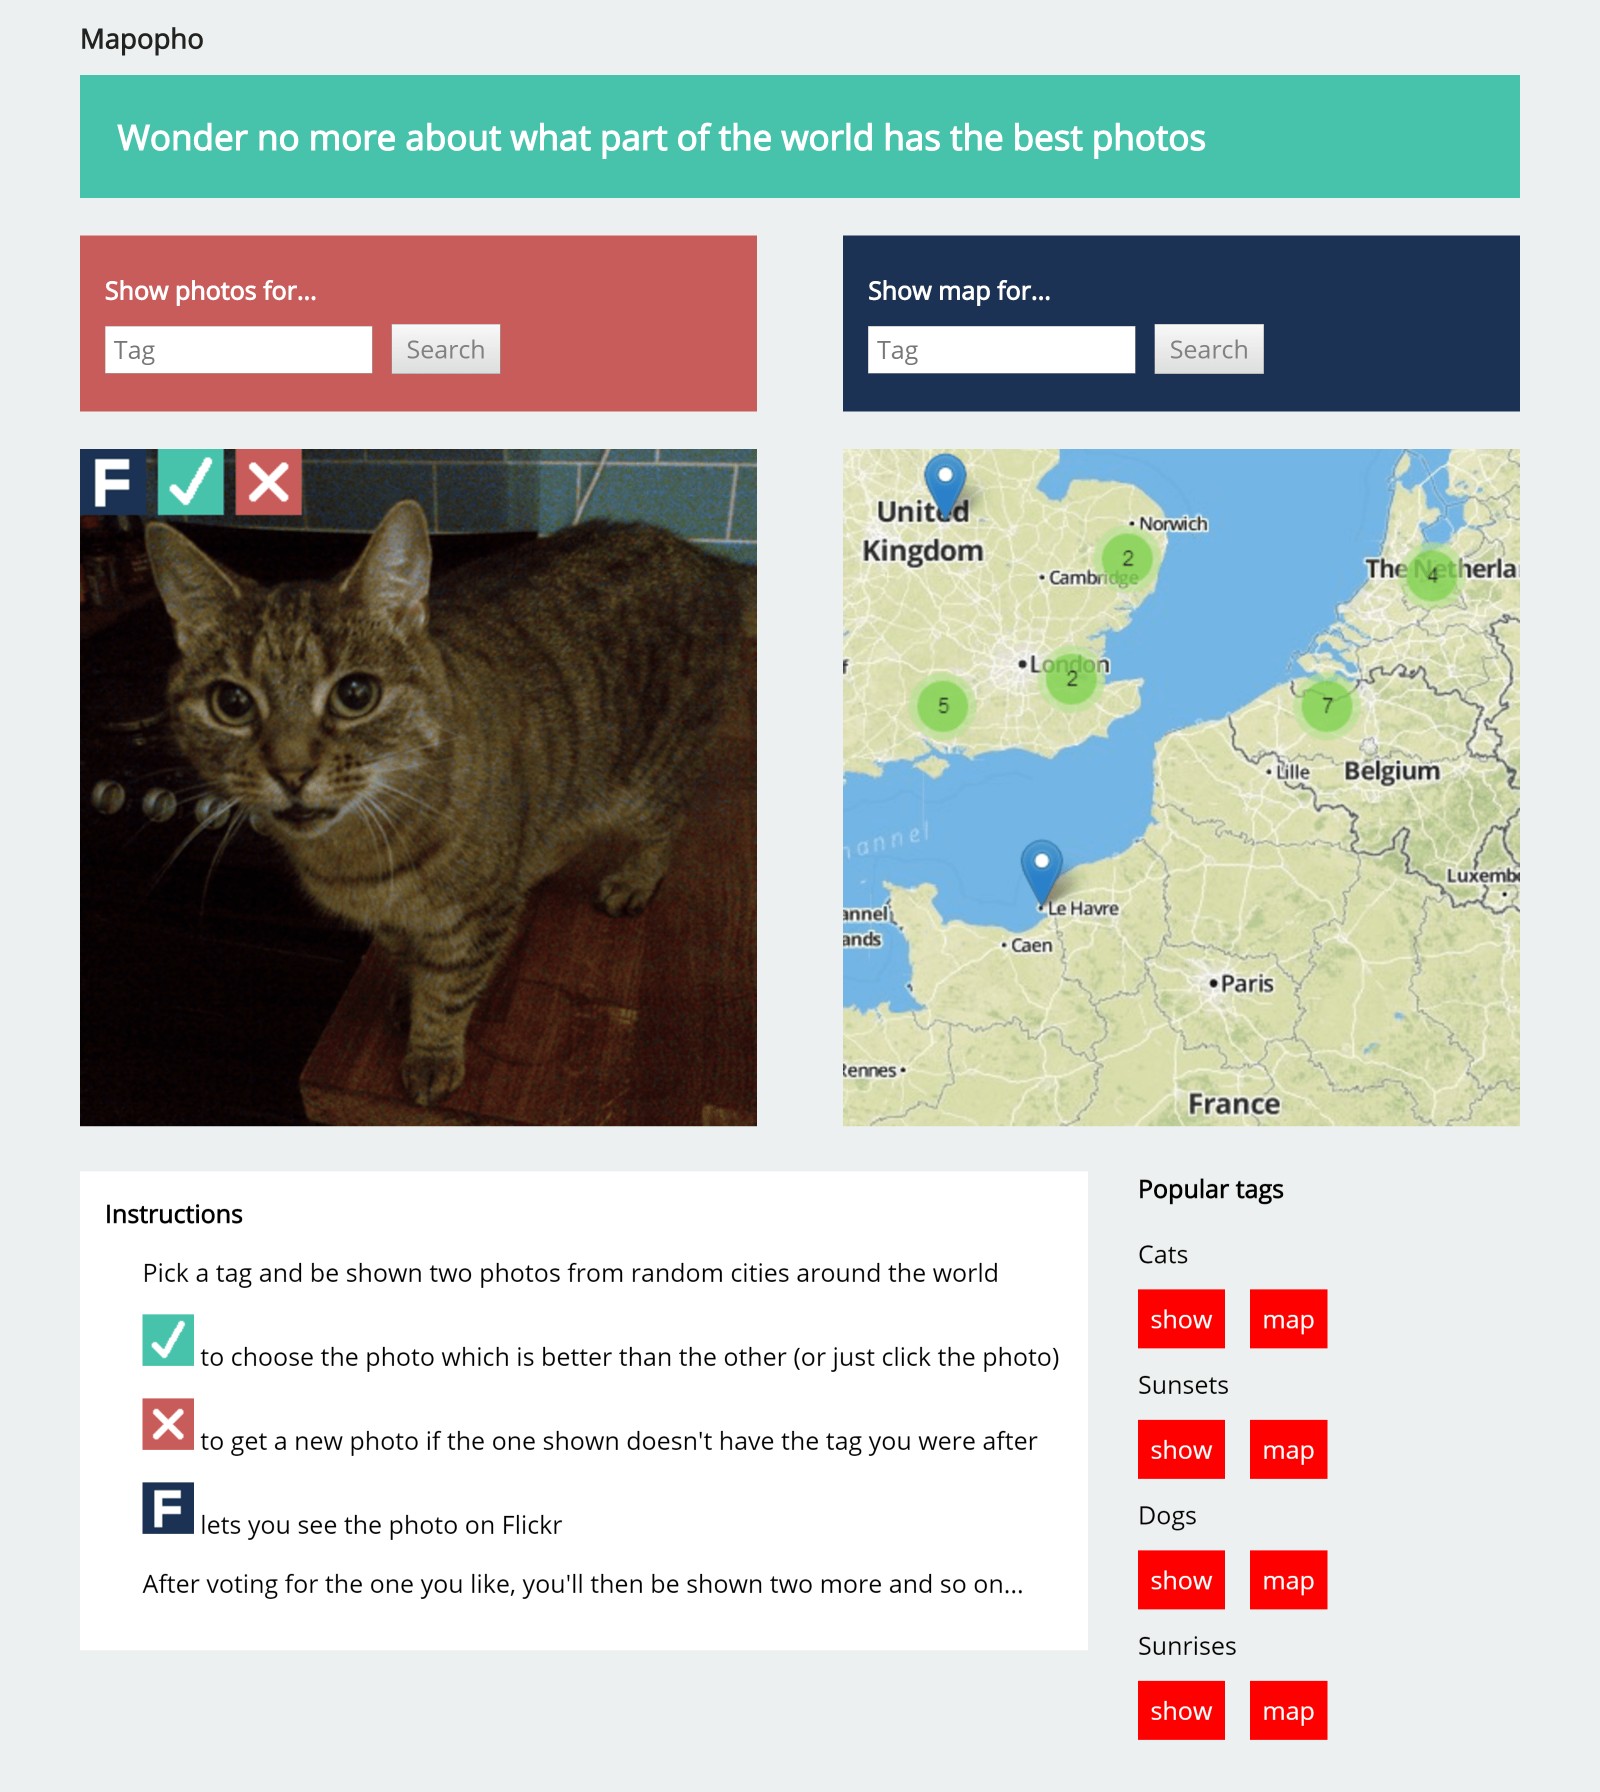 Mapopho
Wonder no more about what part of the world has the best photos
Show photos for...
Tag
Search
Show map for...
Tag
Search
F
United
Kingdom
Norwich
2
Cambridge
The Netherla
4
London
2
5
7
Lille
Belgium
hannel
Luxemb
Le Havre
annel
ands
Caen
Paris
Rennes
France
Instructions
Pick a tag and be shown two photos from random cities around the world
to choose the photo which is better than the other (or just click the photo)
to get a new photo if the one shown doesn't have the tag you were after
F lets you see the photo on Flickr
After voting for the one you like, you'll then be shown two more and so on...
Popular tags
Cats
show map
Sunsets
show map
Dogs
show map
Sunrises
show map